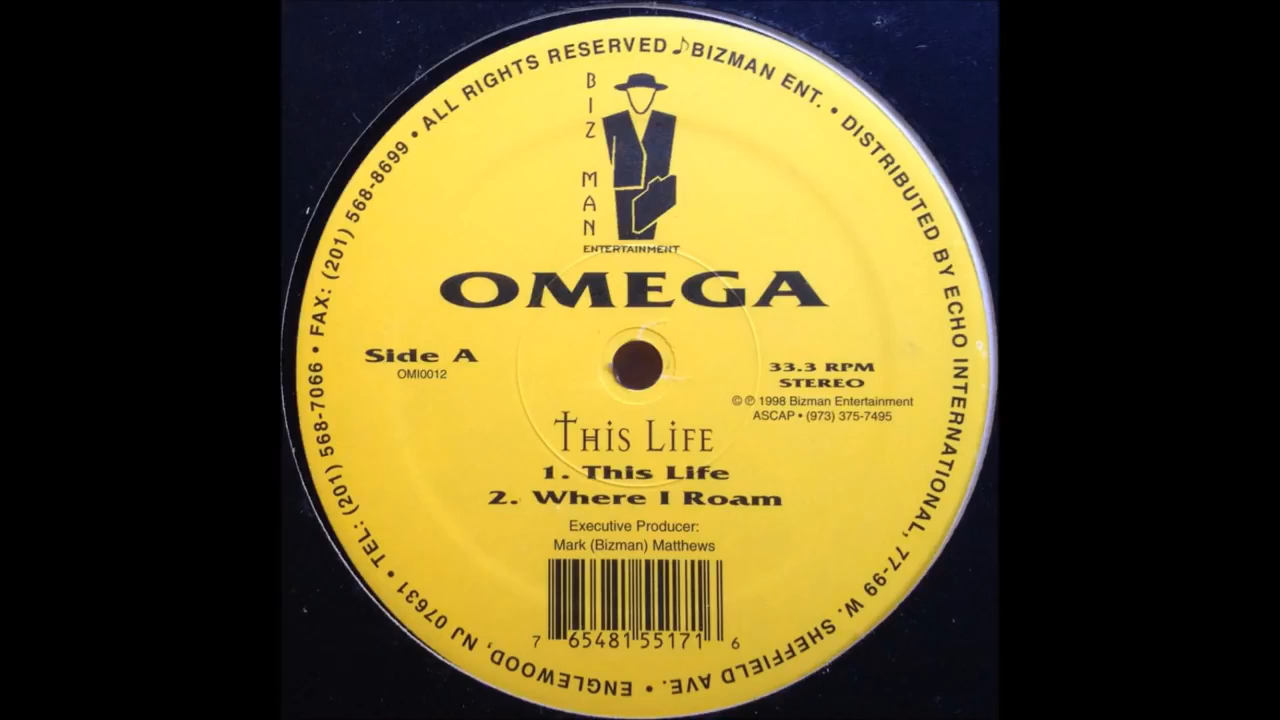 ALL RIGHTS RESERVED ♪ BIZMAN ENT. • DISTRIBUTED BY ECHO INTERNATIONAL, 77-99 W. SHEFFIELD AVE. • ENGLEWOOD, NJ 07631 • TEL: (201) 568-7066 • FAX: (201) 568-8699 •
BIZ MAN
ENTERTAINMENT
OMEGA
Side A
OMI0012
33.3 RPM
STEREO
©℗ 1998 Bizman Entertainment
ASCAP • (973) 375-7495
THiS LiFE
1. This Life
2. Where I Roam
Executive Producer:
Mark (Bizman) Matthews
7 65481 55171 6